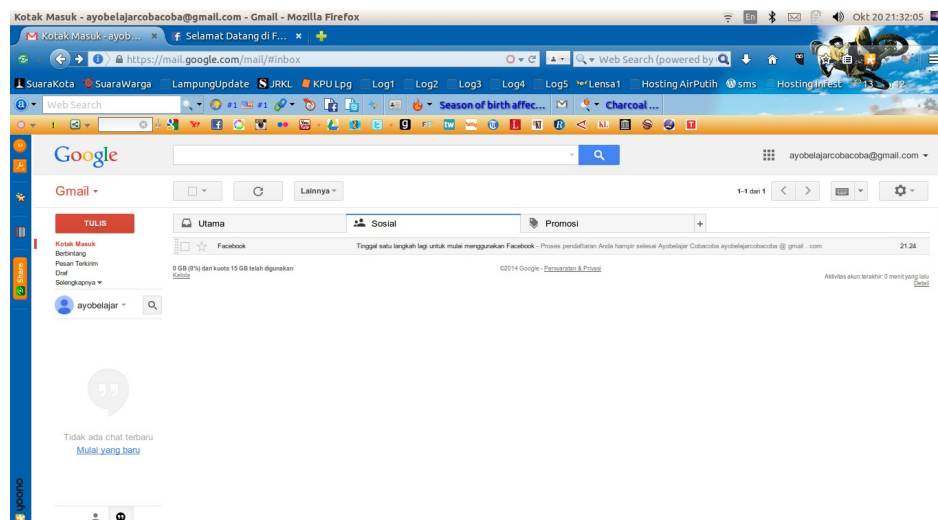 Kotak Masuk - ayobelajarcobacoba@gmail.com - Gmail - Mozilla Firefox
En
Okt 20 21:32:05
Kotak Masuk - ayob...
Selamat Datang di F...
https://mail.google.com/mail/#inbox
Web Search (powered by
SuaraKota
SuaraWarga
LampungUpdate
JRKL
KPU Lpg
Log1
Log2
Log3
Log4
Log5
Lensa1
Hosting AirPutih
sms
Hosting Infest
13
12
Web Search
#1
#1
Season of birth affec...
Charcoal ...
Google
ayobelajarcobacoba@gmail.com
Gmail
Lainnya
1–1 dari 1
TULIS
Utama
Sosial
Promosi
+
Kotak Masuk
Berbintang
Pesan Terkirim
Draf
Selengkapnya
Facebook
Tinggal satu langkah lagi untuk mulai menggunakan Facebook - Proses pendaftaran Anda hampir selesai Ayobelajar Cobacoba ayobelajarcobacoba @ gmail . com
21.24
0 GB (0%) dari kuota 15 GB telah digunakan
Kelola
©2014 Google - Persyaratan & Privasi
Aktivitas akun terakhir: 0 menit yang lalu
Detail
Share
ayobelajar
Tidak ada chat terbaru
Mulai yang baru
yoono